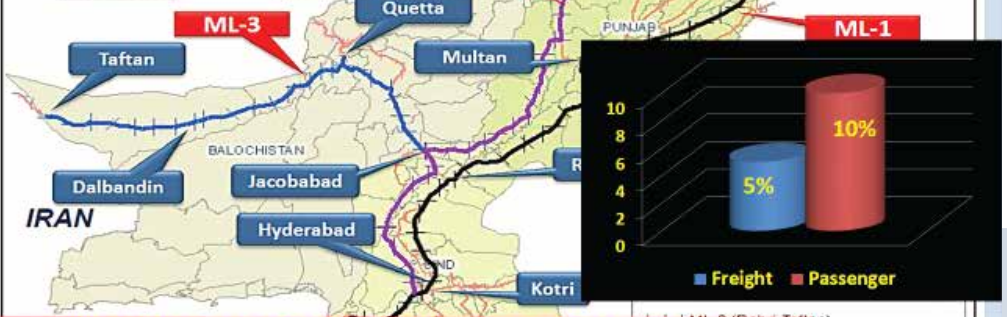 Quetta
ML-3
PUNJAB
ML-1
Taftan
Multan
10
10%
8
BALOCHISTAN
6
Jacobabad
R
5%
Dalbandin
4
IRAN
2
Hyderabad
0
Kotri
Freight
Passenger